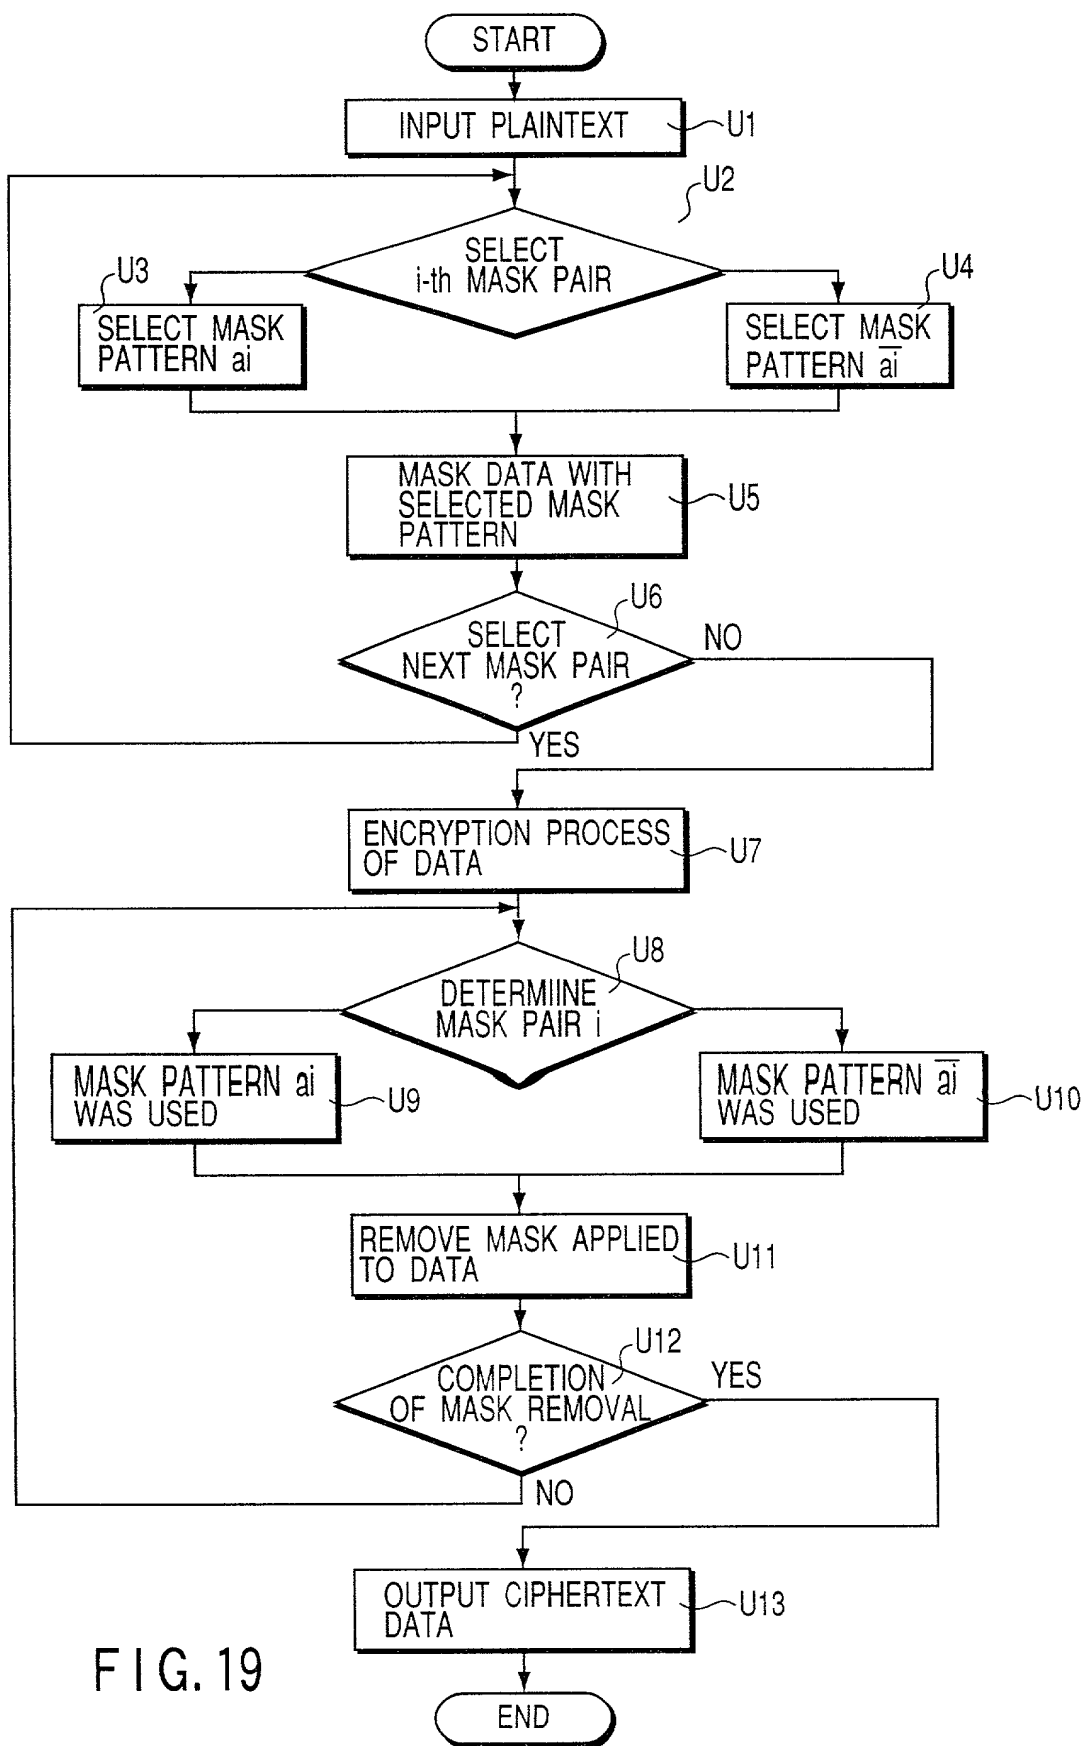 START
INPUT PLAINTEXT
U1
U2
SELECT
i-th MASK PAIR
U3
SELECT MASK
PATTERN ai
U4
SELECT MASK
PATTERN a̅i̅
MASK DATA WITH
SELECTED MASK
PATTERN
U5
U6
SELECT
NEXT MASK PAIR
?
NO
YES
ENCRYPTION PROCESS
OF DATA
U7
U8
DETERMIINE
MASK PAIR i
MASK PATTERN ai
WAS USED
U9
MASK PATTERN a̅i̅
WAS USED
U10
REMOVE MASK APPLIED
TO DATA
U11
U12
COMPLETION
OF MASK REMOVAL
?
YES
NO
OUTPUT CIPHERTEXT
DATA
U13
FIG. 19
END